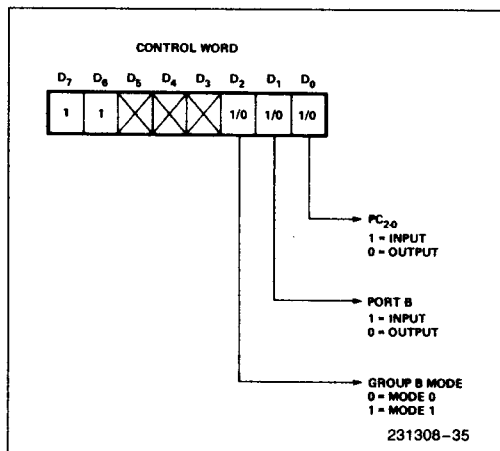 CONTROL WORD
D7 D6 D5 D4 D3 D2 D1 D0
1 1 1/0 1/0 1/0
PC2-0
1 = INPUT
0 = OUTPUT
PORT B
1 = INPUT
0 = OUTPUT
GROUP B MODE
0 = MODE 0
1 = MODE 1
231308-35